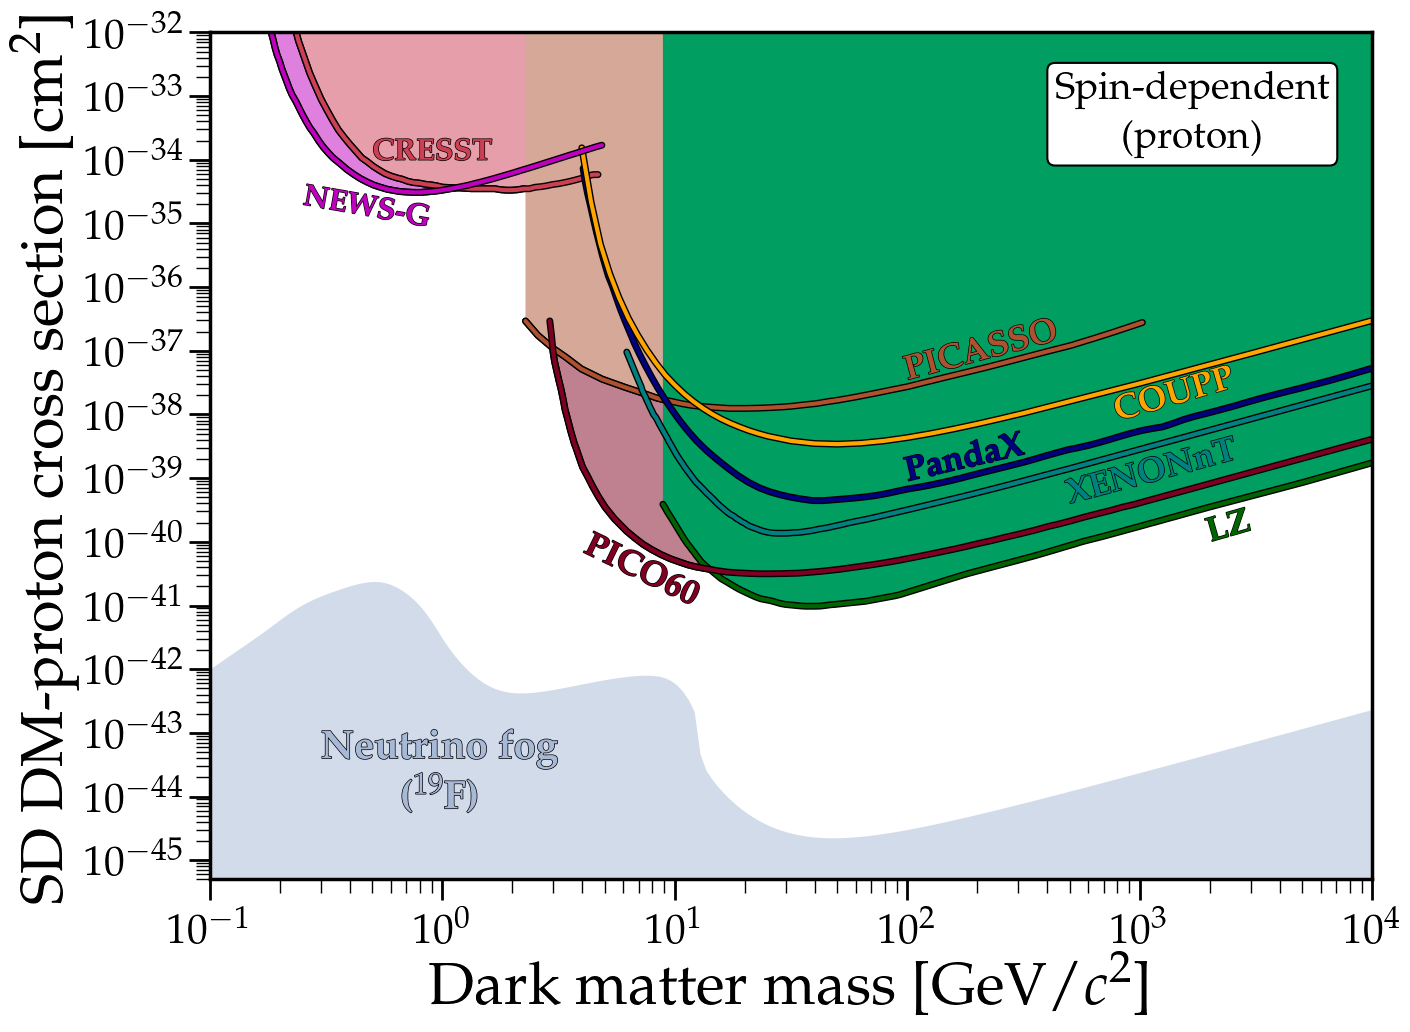 SD DM-proton cross section [cm²]
10⁻³²
10⁻³³
10⁻³⁴
10⁻³⁵
10⁻³⁶
10⁻³⁷
10⁻³⁸
10⁻³⁹
10⁻⁴⁰
10⁻⁴¹
10⁻⁴²
10⁻⁴³
10⁻⁴⁴
10⁻⁴⁵
Spin-dependent
(proton)
CRESST
NEWS-G
PICASSO
COUPP
PandaX
XENONnT
LZ
PICO60
Neutrino fog
(¹⁹F)
10⁻¹ 10⁰ 10¹ 10² 10³ 10⁴
Dark matter mass [GeV/c²]